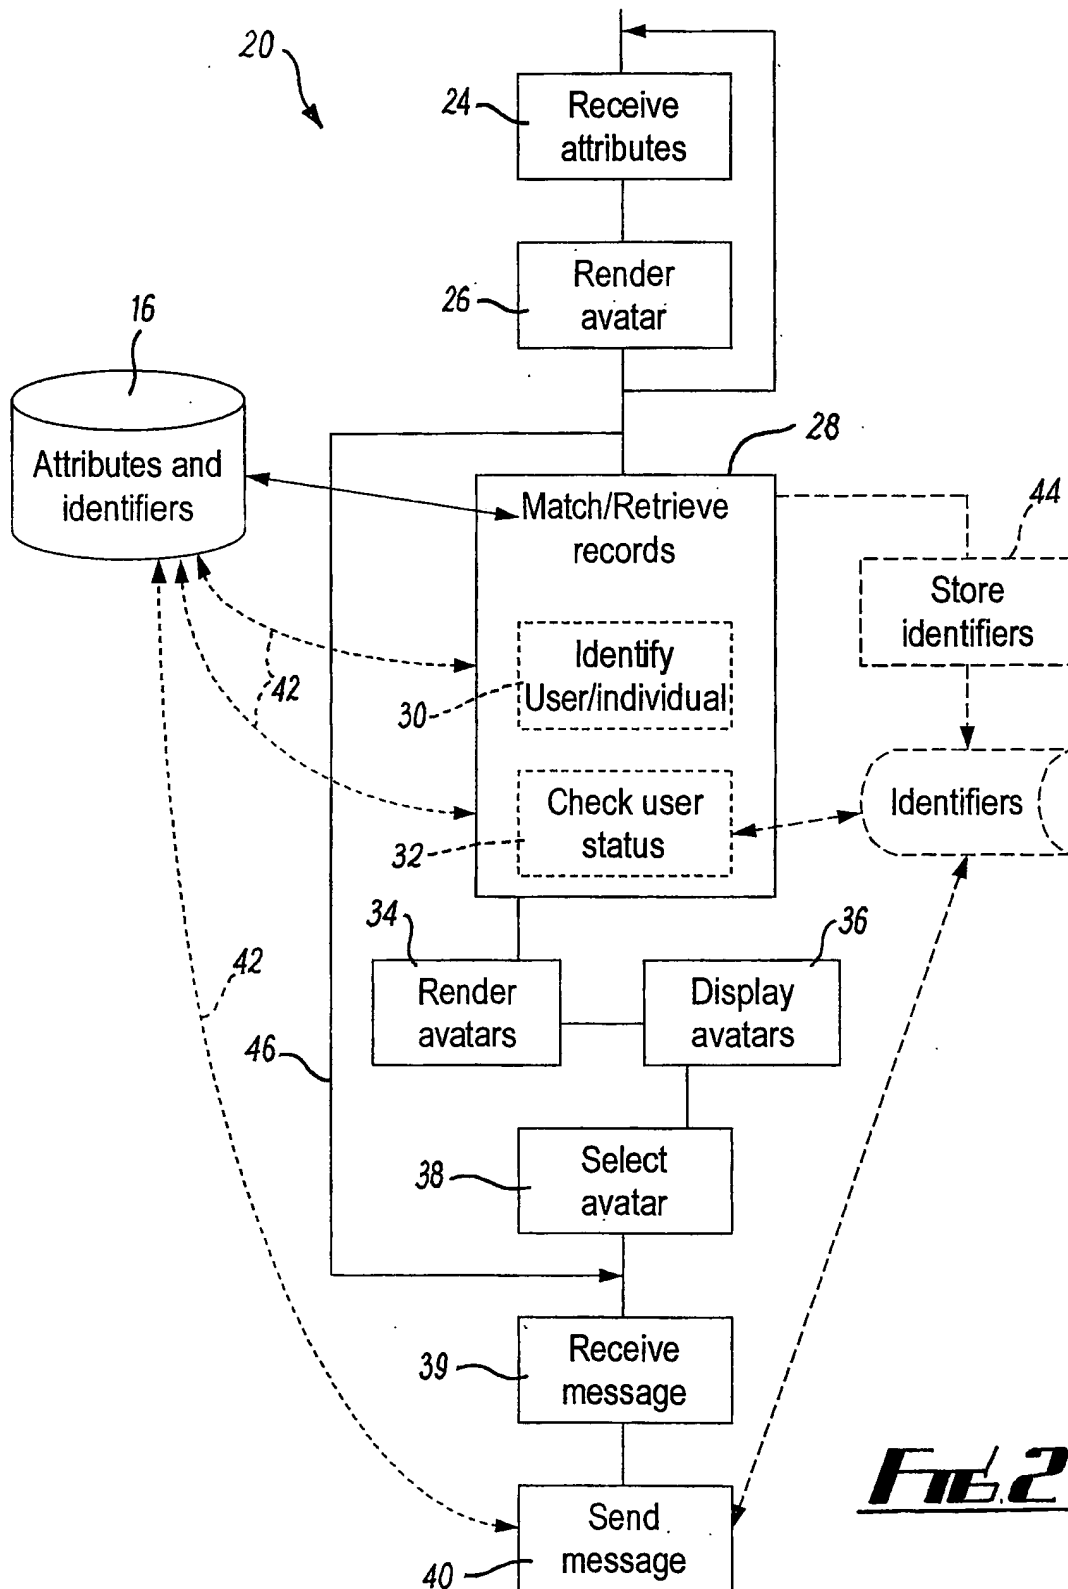 20
24
Receive
attributes
26
Render
avatar
16
Attributes and
identifiers
28
Match/Retrieve
records
44
Store
identifiers
42
30
Identify
User/individual
32
Check user
status
Identifiers
34
Render
avatars
36
Display
avatars
42
46
38
Select
avatar
39
Receive
message
40
Send
message
FIG. 2